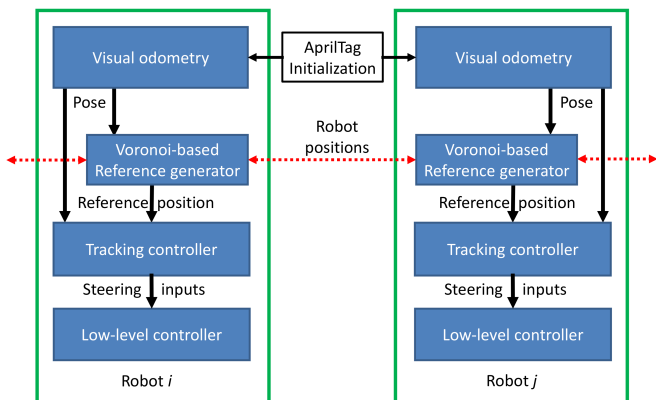 Visual odometry
AprilTag
Initialization
Visual odometry
Pose
Pose
Robot
positions
Voronoi-based
Reference generator
Voronoi-based
Reference generator
Reference position
Reference position
Tracking controller
Tracking controller
Steering inputs
Steering inputs
Low-level controller
Low-level controller
Robot i
Robot j